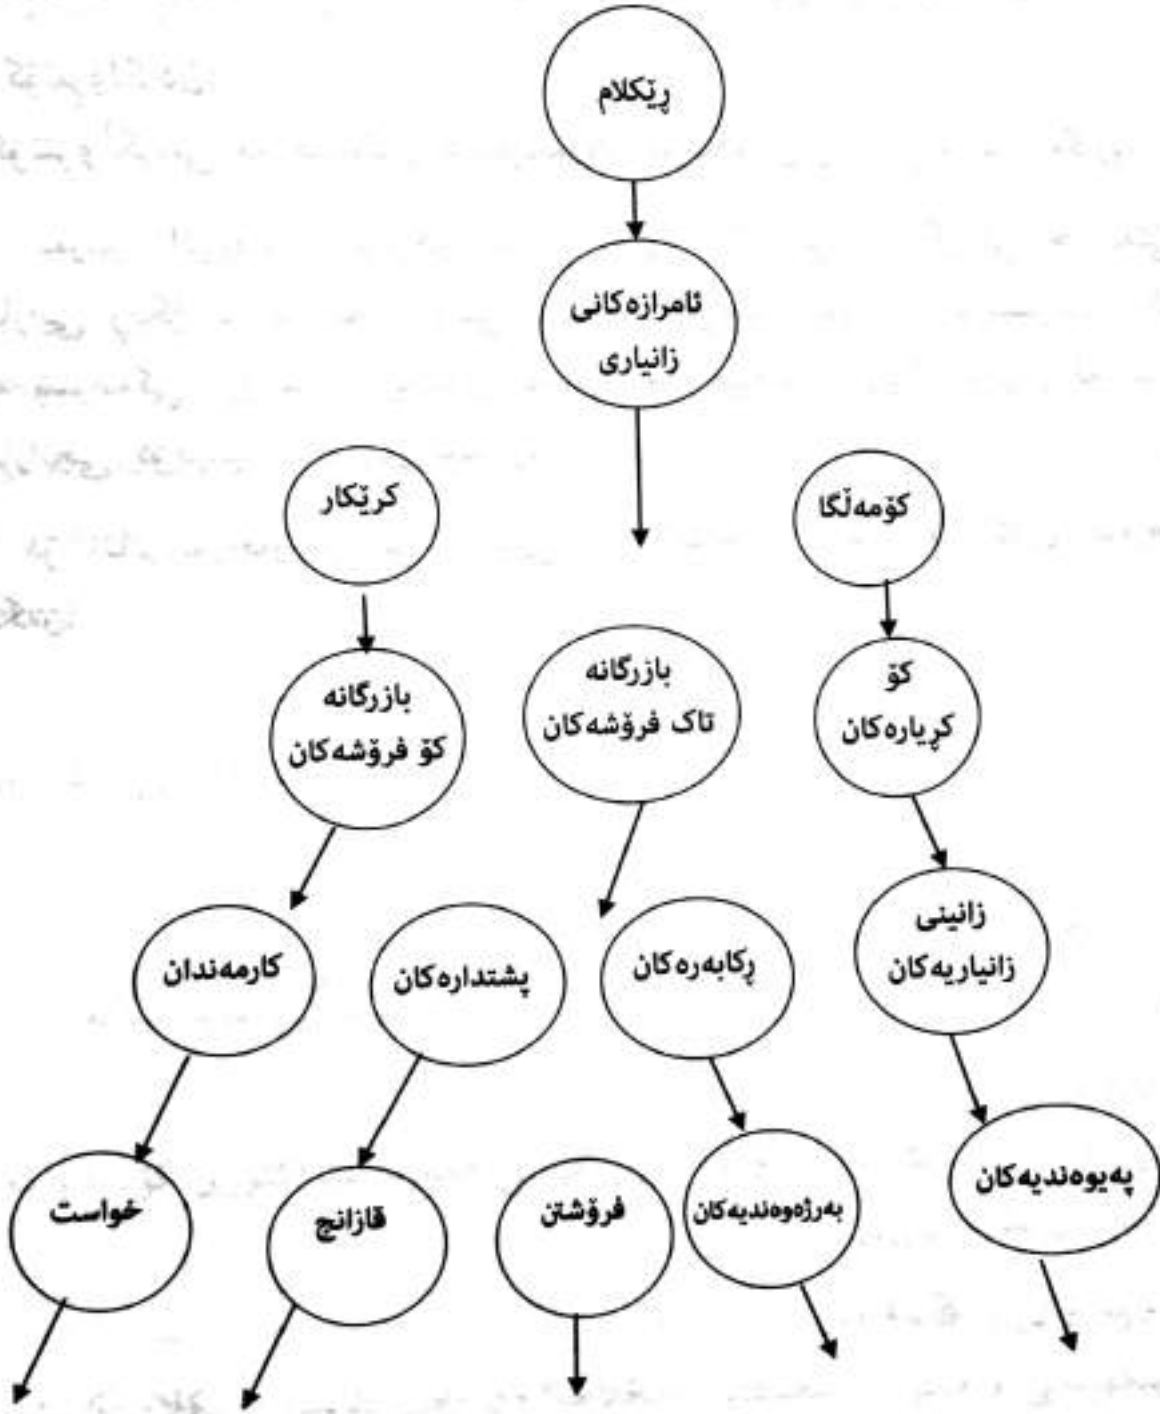 ڕێکلام
ئامرازەکانی
زانیاری
کۆمەڵگا
کرێکار
کۆ
کڕیارەکان
بازرگانە
تاک فرۆشەکان
بازرگانە
کۆ فرۆشەکان
زانینی
زانیاریەکان
ڕکابەرەکان
پشتدارەکان
کارمەندان
پەیوەندیەکان
بەرژەوەندیەکان
فرۆشتن
قازانج
خواست